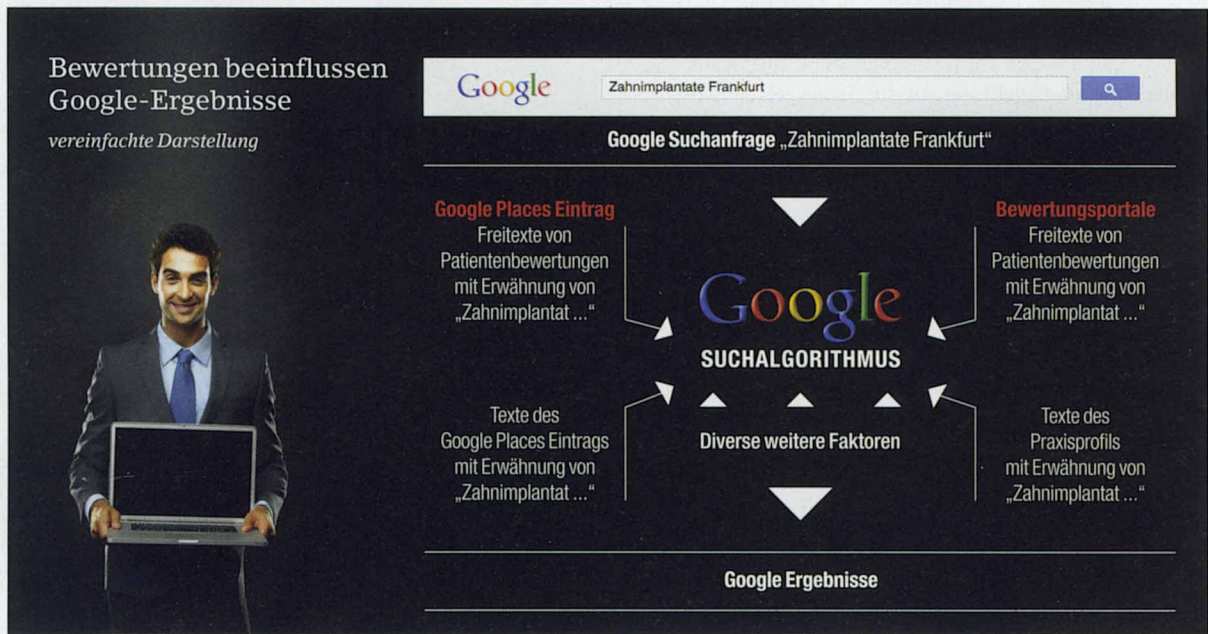 Bewertungen beeinflussen
Google-Ergebnisse
vereinfachte Darstellung
Google
Zahnimplantate Frankfurt
Google Suchanfrage „Zahnimplantate Frankfurt“
Google Places Eintrag
Freitexte von
Patientenbewertungen
mit Erwähnung von
„Zahnimplantat ...“
Bewertungsportale
Freitexte von
Patientenbewertungen
mit Erwähnung von
„Zahnimplantat ...“
Google
SUCHALGORITHMUS
Texte des
Google Places Eintrags
mit Erwähnung von
„Zahnimplantat ...“
Diverse weitere Faktoren
Texte des
Praxisprofils
mit Erwähnung von
„Zahnimplantat ...“
Google Ergebnisse